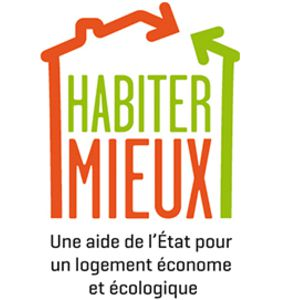 HABITER
MIEUX
Une aide de l'État pour
un logement économe
et écologique